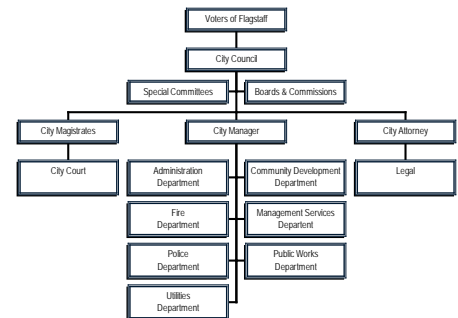 Voters of Flagstaff
City Council
Special Committees
Boards & Commissions
City Magistrates
City Manager
City Attorney
City Court
Administration
Department
Community Development
Department
Legal
Fire
Department
Management Services
Departent
Police
Department
Public Works
Department
Utilities
Department